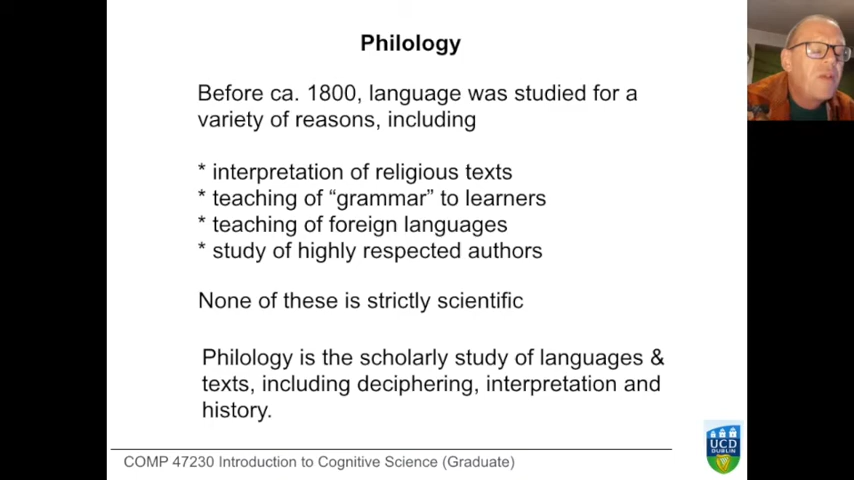 Philology
Before ca. 1800, language was studied for a
variety of reasons, including
* interpretation of religious texts
* teaching of “grammar” to learners
* teaching of foreign languages
* study of highly respected authors
None of these is strictly scientific
Philology is the scholarly study of languages &
texts, including deciphering, interpretation and
history.
UCD
DUBLIN
COMP 47230 Introduction to Cognitive Science (Graduate)